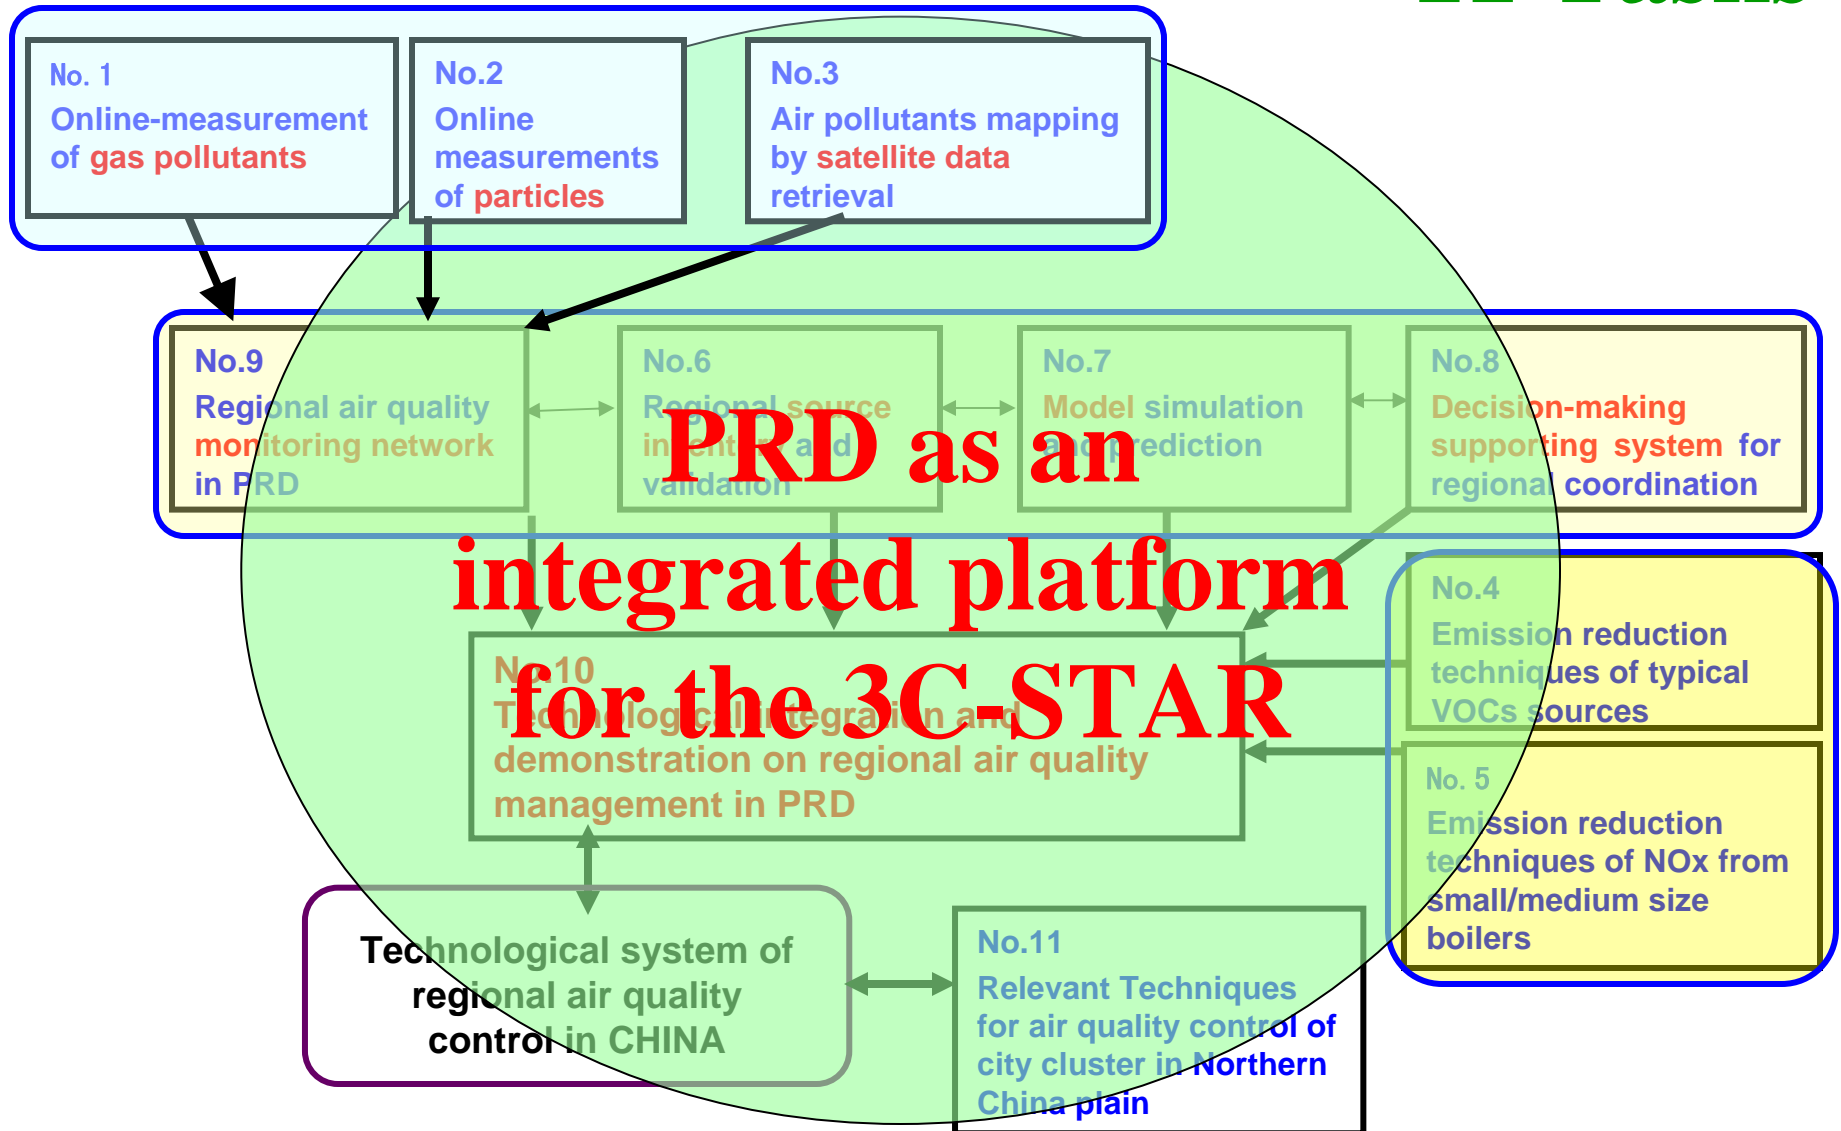 No. 1
Online-measurement
of gas pollutants
No.2
Online
measurements
of particles
No.3
Air pollutants mapping
by satellite data
retrieval
No.9
Regional air quality
monitoring network
in PRD
No.6
Regional source
inventory and
validation
No.7
Model simulation
and prediction
No.8
Decision-making
supporting system for
regional coordination
PRD as an
integrated platform
for the 3C-STAR
No.4
Emission reduction
techniques of typical
VOCs sources
No. 5
Emission reduction
techniques of NOx from
small/medium size
boilers
No.10
Technological integration and
demonstration on regional air quality
management in PRD
Technological system of
regional air quality
control in CHINA
No.11
Relevant Techniques
for air quality control of
city cluster in Northern
China plain